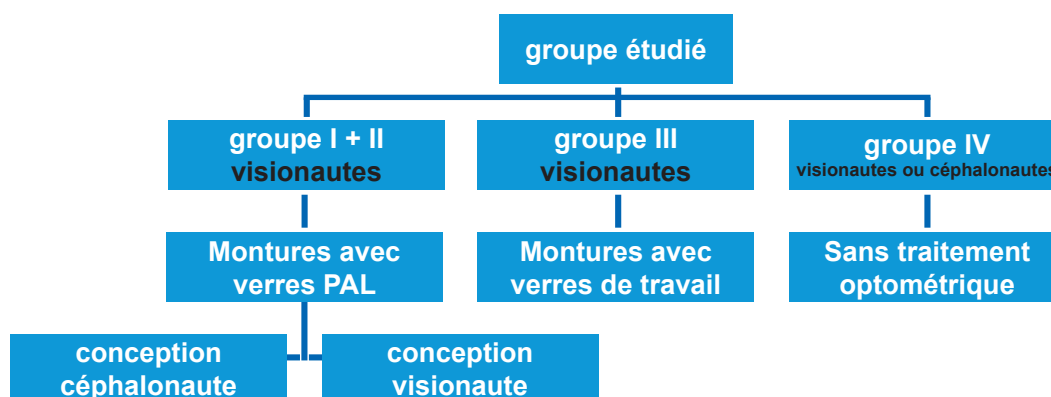 groupe étudié
groupe I + II
visionautes
groupe III
visionautes
groupe IV
visionautes ou céphalonautes
Montures avec
verres PAL
Montures avec
verres de travail
Sans traitement
optométrique
conception
céphalonaute
conception
visionaute